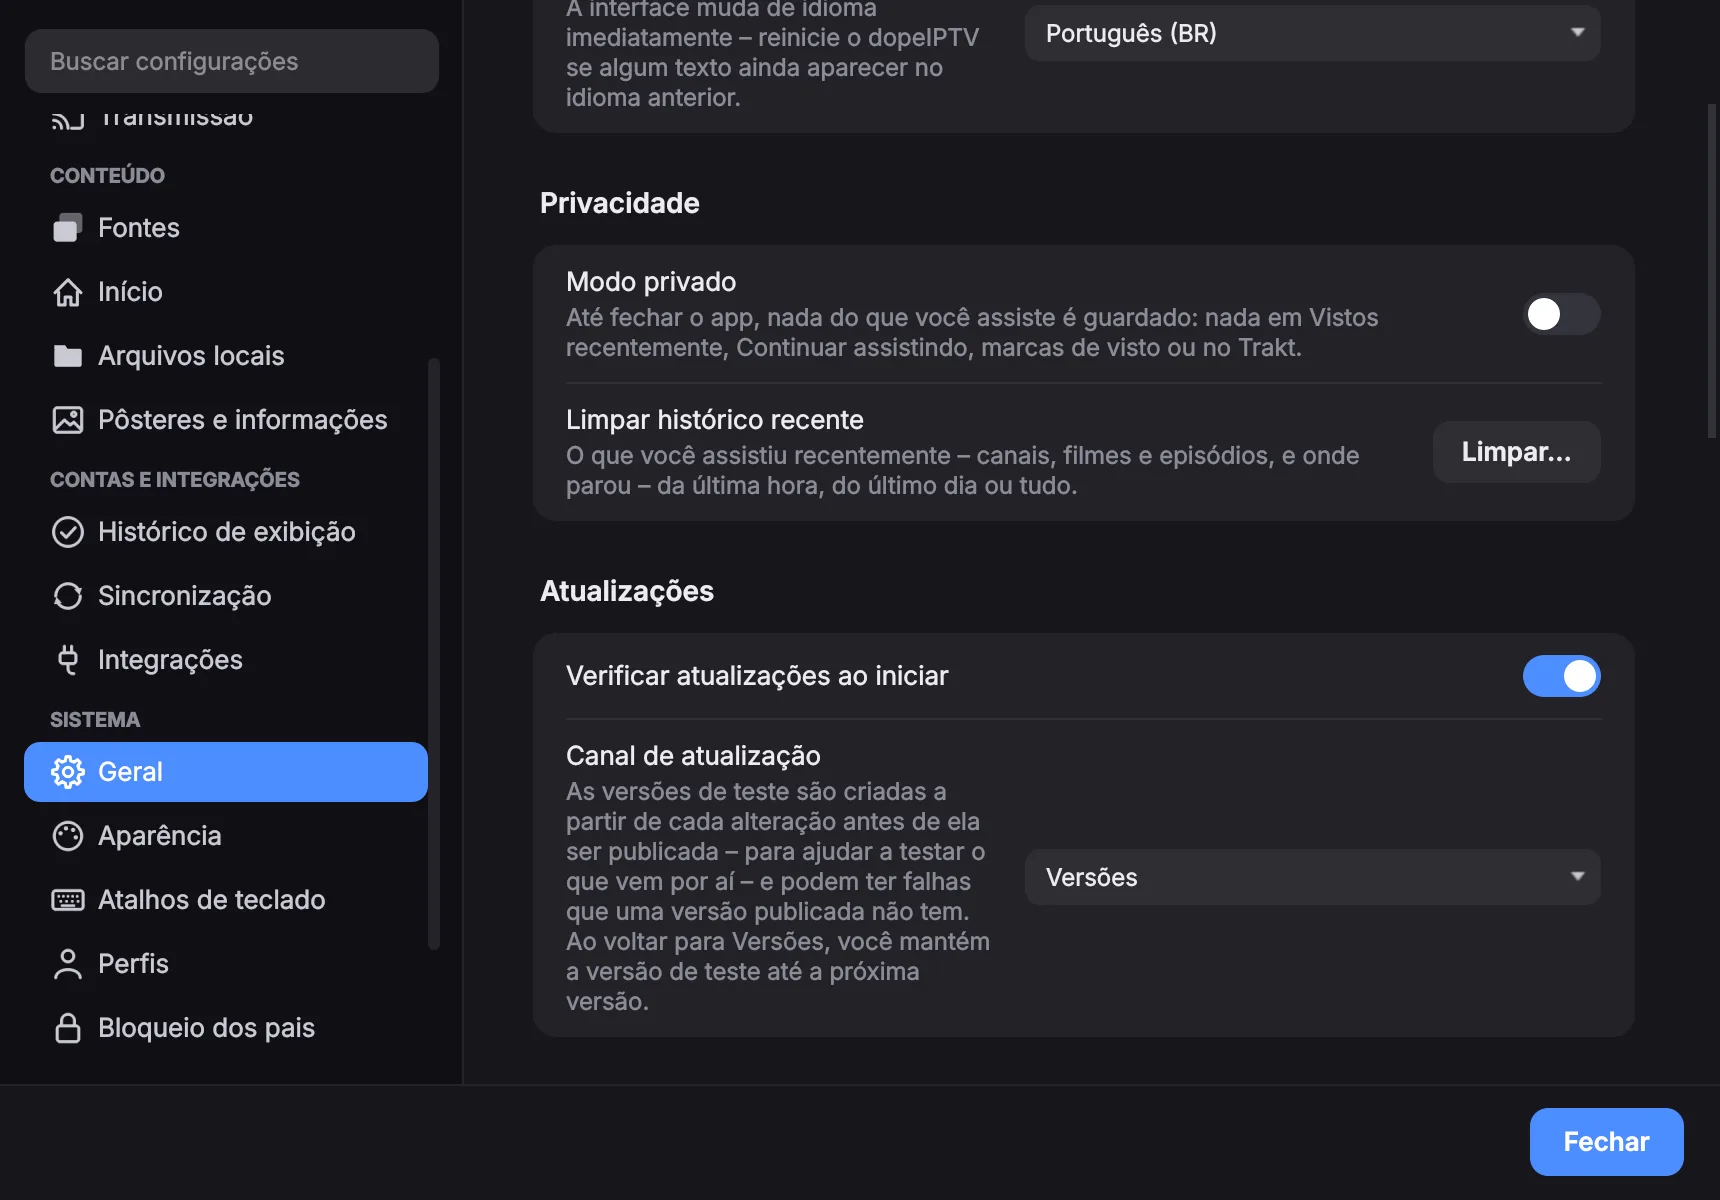 Buscar configurações
Transmissão
CONTEÚDO
Fontes
Início
Arquivos locais
Pôsteres e informações
CONTAS E INTEGRAÇÕES
Histórico de exibição
Sincronização
Integrações
SISTEMA
Geral
Aparência
Atalhos de teclado
Perfis
Bloqueio dos pais
A interface muda de idioma
imediatamente – reinicie o dopeIPTV
se algum texto ainda aparecer no
idioma anterior.
Português (BR)
Privacidade
Modo privado
Até fechar o app, nada do que você assiste é guardado: nada em Vistos
recentemente, Continuar assistindo, marcas de visto ou no Trakt.
Limpar histórico recente
O que você assistiu recentemente – canais, filmes e episódios, e onde
parou – da última hora, do último dia ou tudo.
Limpar...
Atualizações
Verificar atualizações ao iniciar
Canal de atualização
As versões de teste são criadas a
partir de cada alteração antes de ela
ser publicada – para ajudar a testar o
que vem por aí – e podem ter falhas
que uma versão publicada não tem.
Ao voltar para Versões, você mantém
a versão de teste até a próxima
versão.
Versões
Fechar